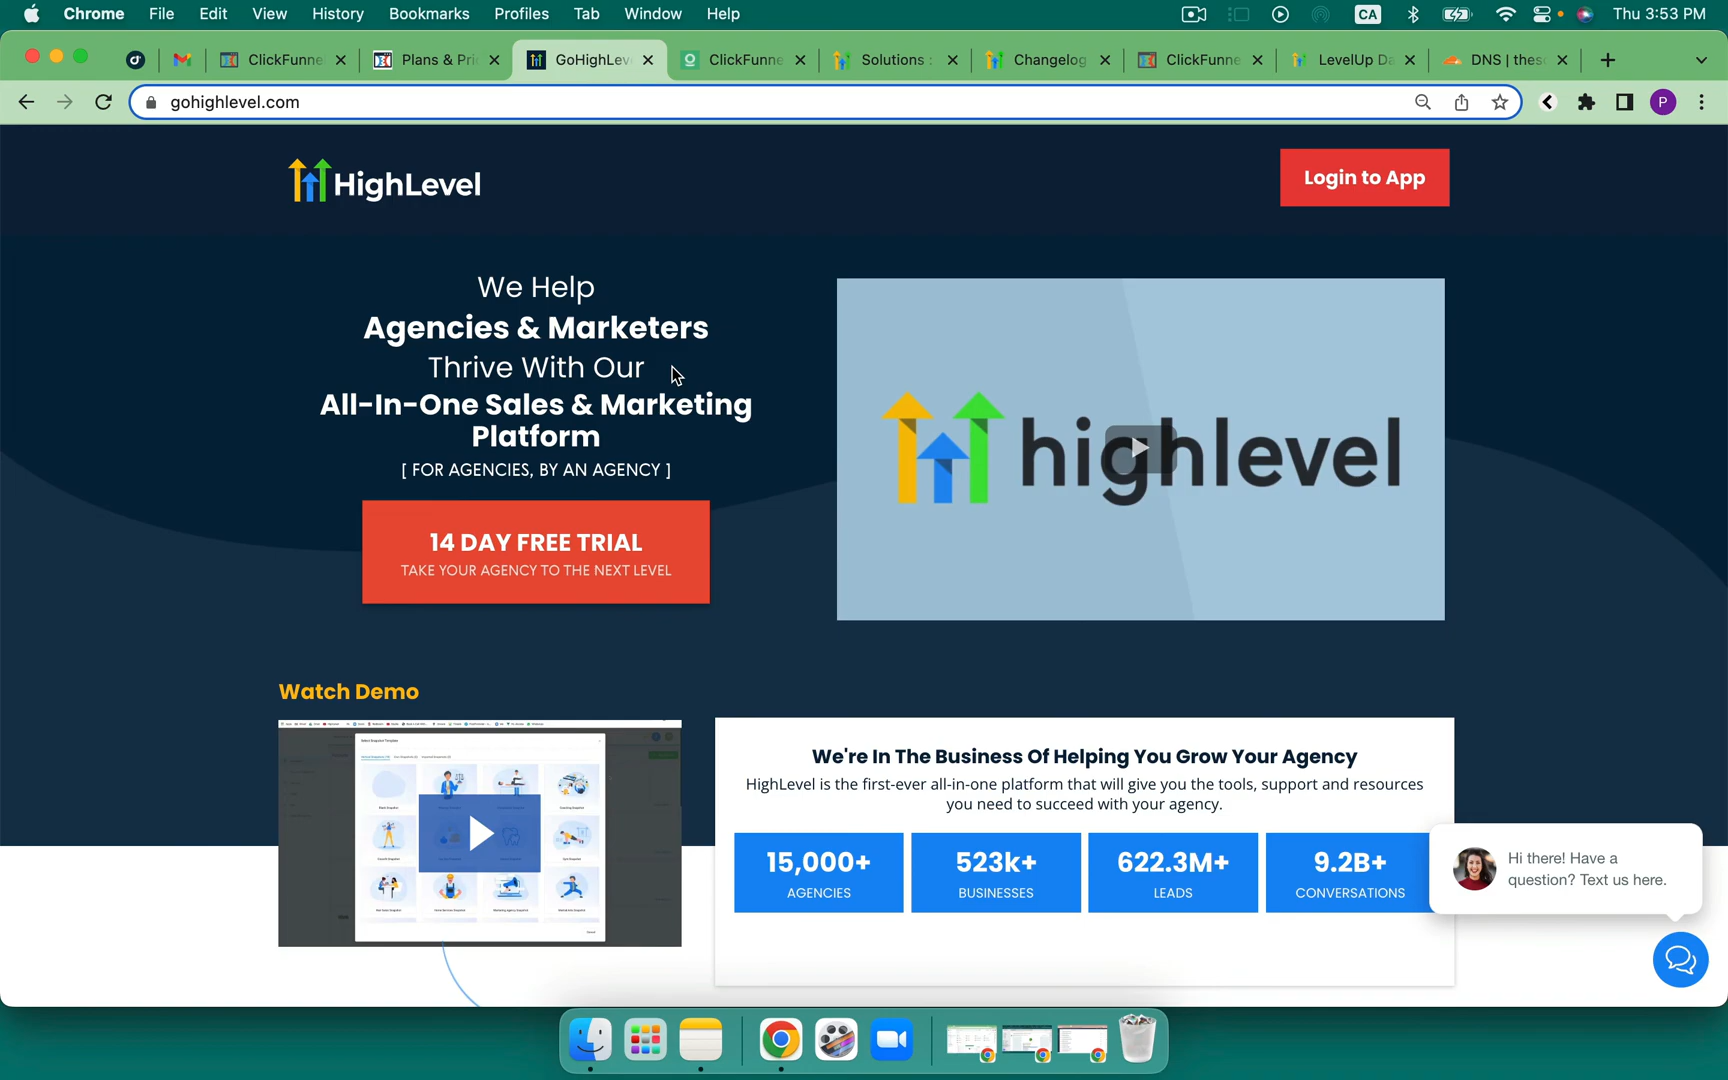 Chrome File Edit View History Bookmarks Profiles Tab Window Help CA Thu 3:53 PM
ClickFunne Plans & Pri GoHighLev ClickFunne Solutions : Changelog ClickFunne LevelUp Da DNS | thes
gohighlevel.com P
HighLevel
Login to App
We Help
Agencies & Marketers
Thrive With Our
All-In-One Sales & Marketing
Platform
[ FOR AGENCIES, BY AN AGENCY ]
14 DAY FREE TRIAL
TAKE YOUR AGENCY TO THE NEXT LEVEL
highlevel
Watch Demo
We're In The Business Of Helping You Grow Your Agency
HighLevel is the first-ever all-in-one platform that will give you the tools, support and resources
you need to succeed with your agency.
15,000+
AGENCIES
523k+
BUSINESSES
622.3M+
LEADS
9.2B+
CONVERSATIONS
Hi there! Have a
question? Text us here.